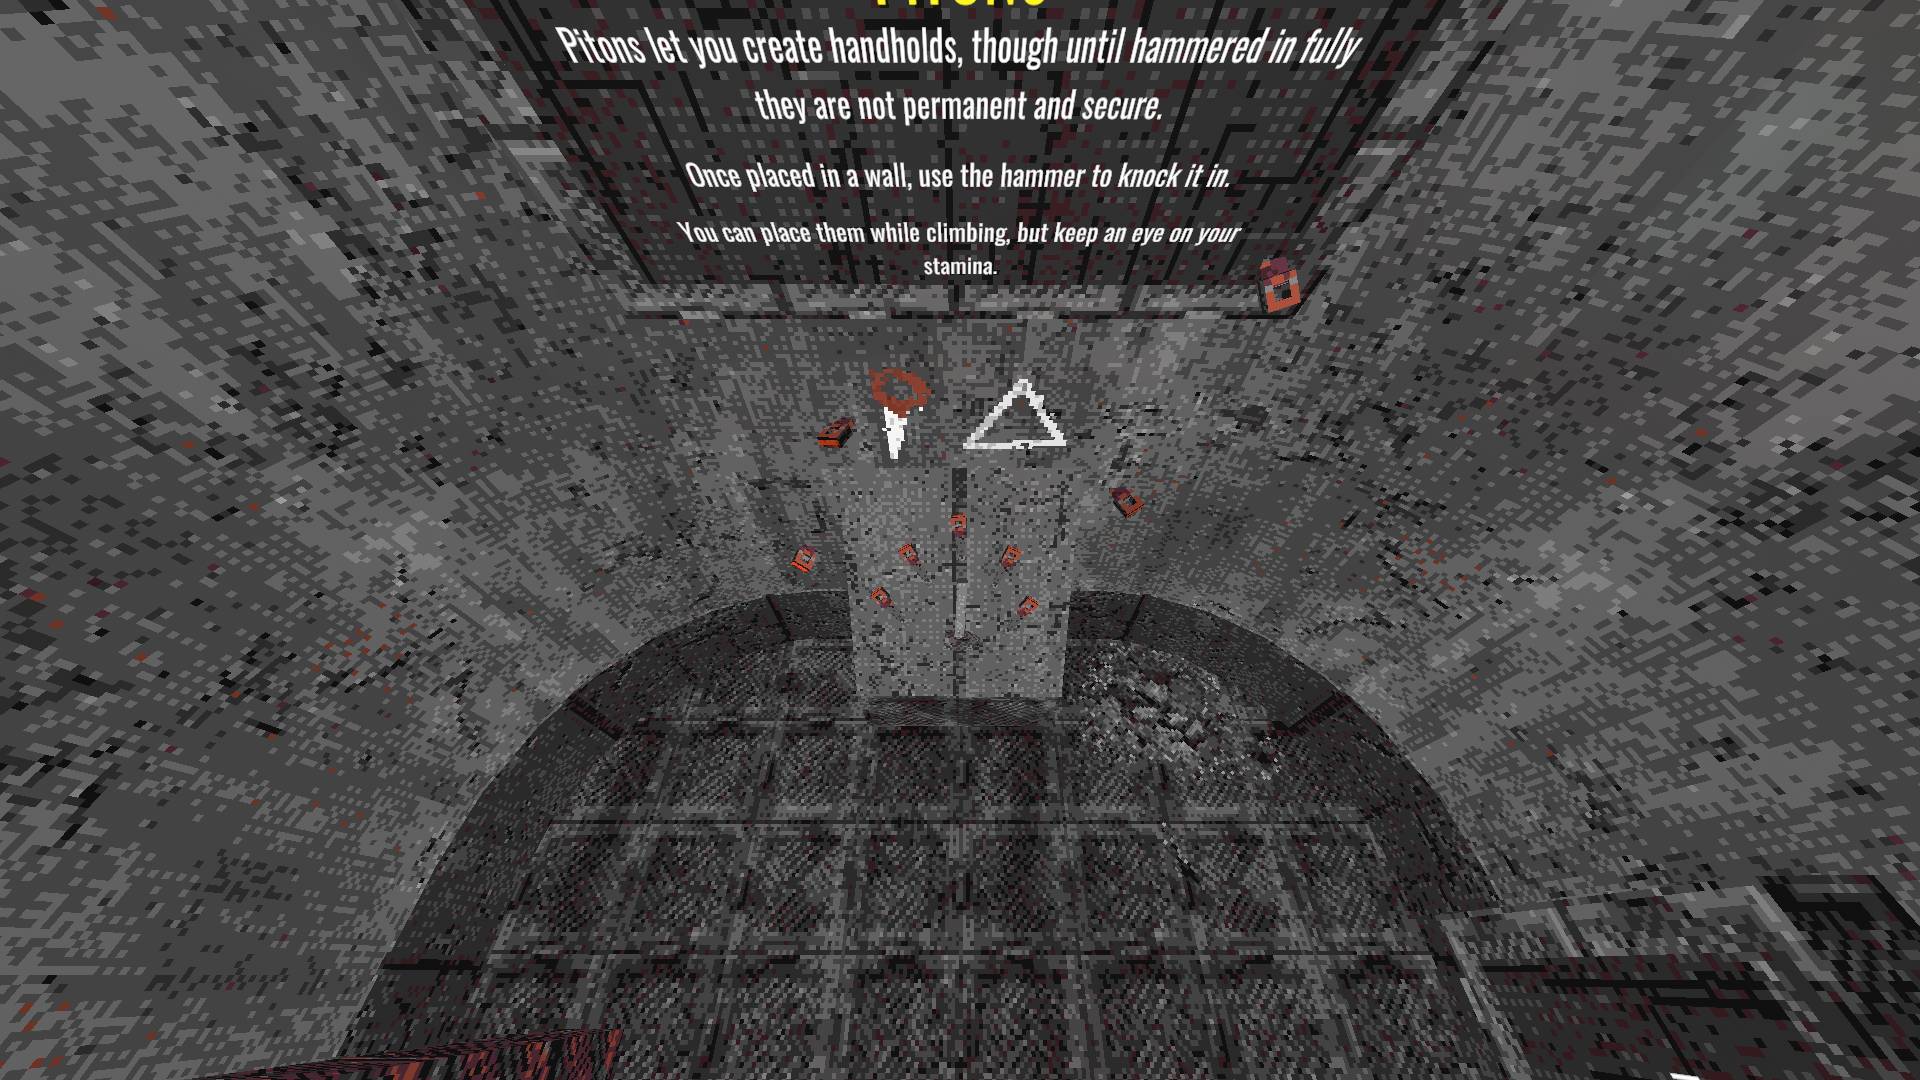 PITONS
Pitons let you create handholds, though until hammered in fully
they are not permanent and secure.
Once placed in a wall, use the hammer to knock it in.
You can place them while climbing, but keep an eye on your
stamina.